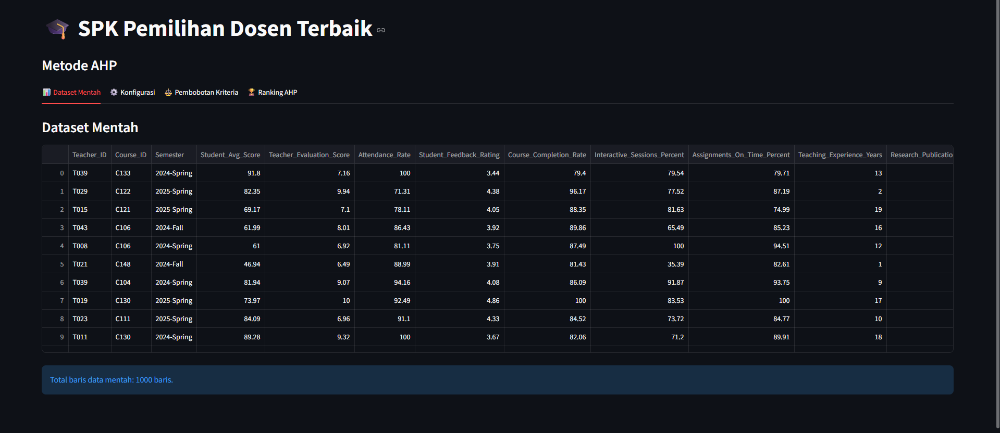 SPK Pemilihan Dosen Terbaik
Metode AHP
Dataset Mentah Konfigurasi Pembobotan Kriteria Ranking AHP
Dataset Mentah
Teacher_ID Course_ID Semester Student_Avg_Score Teacher_Evaluation_Score Attendance_Rate Student_Feedback_Rating Course_Completion_Rate Interactive_Sessions_Percent Assignments_On_Time_Percent Teaching_Experience_Years Research_Publicatio
0 T039 C133 2024-Spring 91.8 7.16 100 3.44 79.4 79.54 79.71 13
1 T029 C122 2025-Spring 82.35 9.94 71.31 4.38 96.17 77.52 87.19 2
2 T015 C121 2025-Spring 69.17 7.1 78.11 4.05 88.35 81.63 74.99 19
3 T043 C106 2024-Fall 61.99 8.01 86.43 3.92 89.86 65.49 85.23 16
4 T008 C106 2024-Spring 61 6.92 81.11 3.75 87.49 100 94.51 12
5 T021 C148 2024-Fall 46.94 6.49 88.99 3.91 81.43 35.39 82.61 1
6 T039 C104 2024-Spring 81.94 9.07 94.16 4.08 86.09 91.87 93.75 9
7 T019 C130 2025-Spring 73.97 10 92.49 4.86 100 83.53 100 17
8 T023 C111 2025-Spring 84.09 6.96 91.1 4.33 84.52 73.72 84.77 10
9 T011 C130 2024-Spring 89.28 9.32 100 3.67 82.06 71.2 89.91 18
Total baris data mentah: 1000 baris.